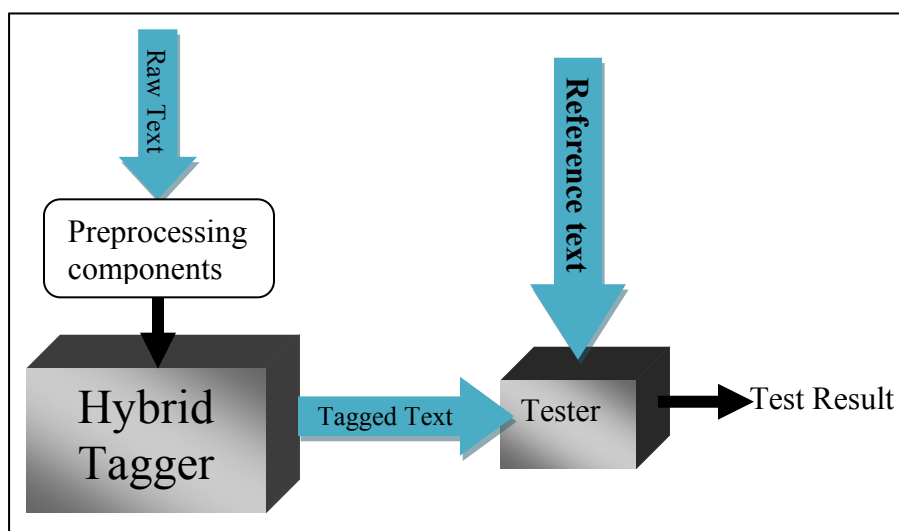 Raw Text
Reference text
Preprocessing
components
Hybrid
Tagger
Tagged Text
Tester
Test Result